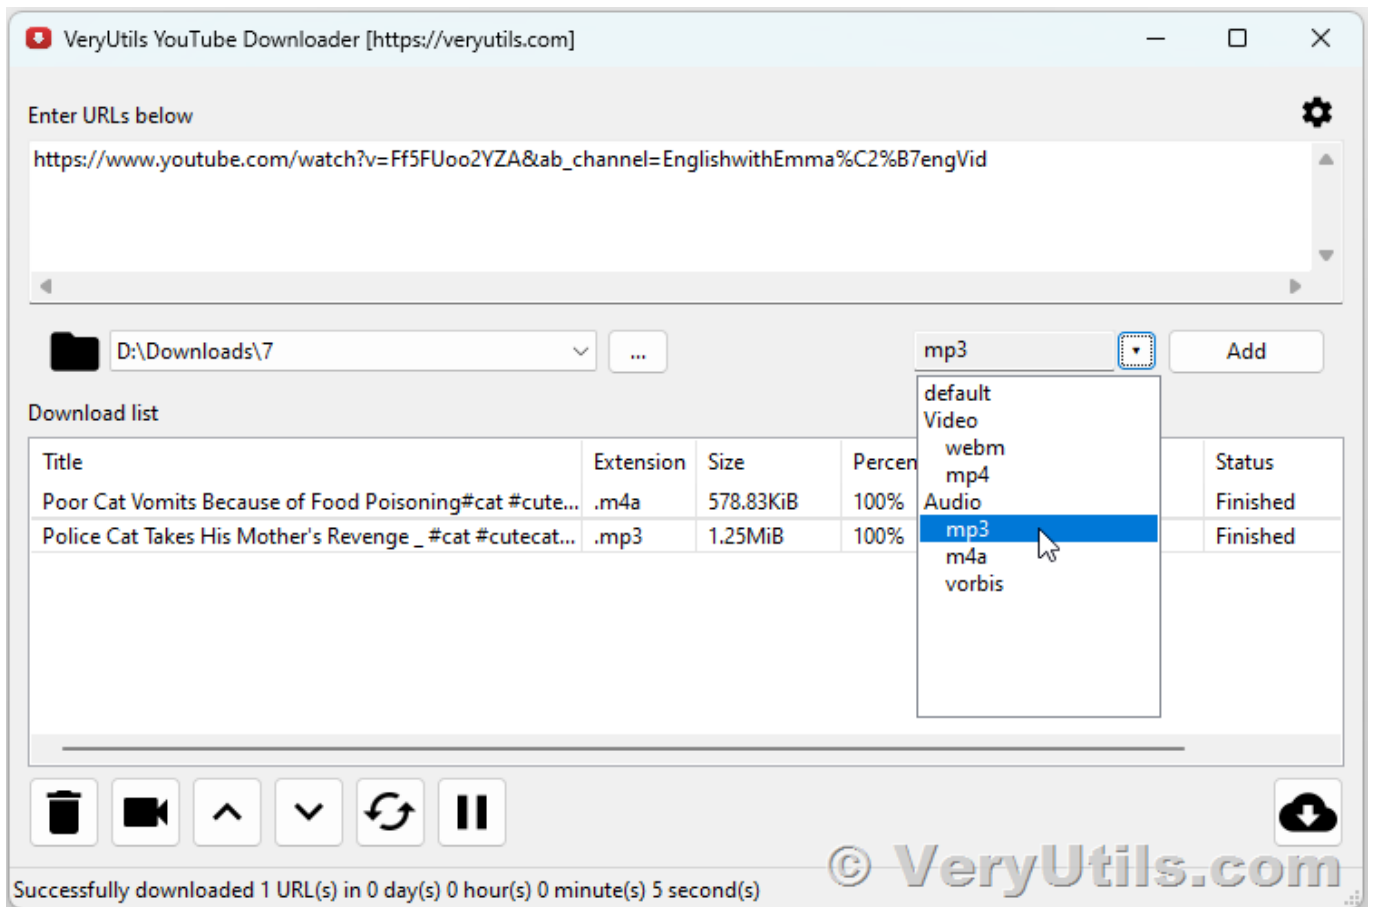 VeryUtils YouTube Downloader [https://veryutils.com]
Enter URLs below
https://www.youtube.com/watch?v=Ff5FUoo2YZA&ab_channel=EnglishwithEmma%C2%B7engVid
D:\Downloads\7 ... mp3 Add
default
Video
webm
mp4
Audio
mp3
m4a
vorbis
Download list
Title Extension Size Percen Status
Poor Cat Vomits Because of Food Poisoning#cat #cute... .m4a 578.83KiB 100% Finished
Police Cat Takes His Mother's Revenge _ #cat #cutecat... .mp3 1.25MiB 100% Finished
© VeryUtils.com
Successfully downloaded 1 URL(s) in 0 day(s) 0 hour(s) 0 minute(s) 5 second(s)